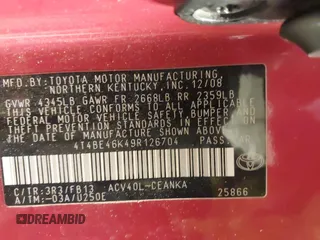 MFD.BY:TOYOTA MOTOR MANUFACTURING,
NORTHERN KENTUCKY,INC. 12/08
GVWR 4345LB GAWR FR 2668LB RR 2359LB
THIS VEHICLE CONFORMS TO ALL APPLICABLE
FEDERAL MOTOR VEHICLE SAFETY, BUMPER, AND
THEFT PREVENTION STANDARDS IN EFFECT ON
THE DATE OF MANUFACTURE SHOWN ABOVE.
4T4BE46K49R126704 PASS
C/TR:3R3/FB13 ACV40L-CEANKA
A/TM:-03A/U250E 25866
TOYOTA